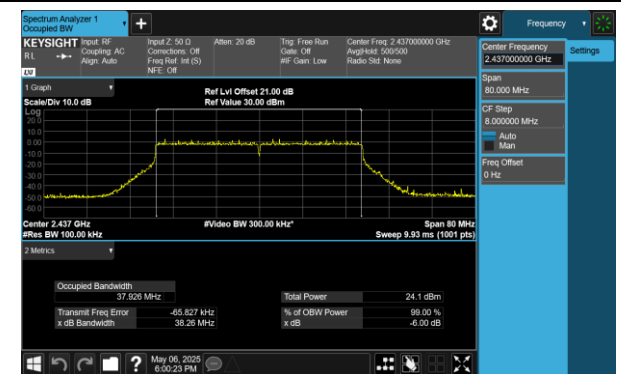 Spectrum Analyzer 1
Occupied BW
Frequency
KEYSIGHT
R L
Input: RF
Coupling: AC
Align: Auto
Input Z: 50 Ω
Corrections: Off
Freq Ref: Int (S)
NFE: Off
Atten: 20 dB
Trig: Free Run
Gate: Off
#IF Gain: Low
Center Freq: 2.437000000 GHz
Avg|Hold: 500/500
Radio Std: None
1 Graph
Scale/Div 10.0 dB
Ref Lvl Offset 21.00 dB
Ref Value 30.00 dBm
Log
20.0
10.0
0.00
-10.0
-20.0
-30.0
-40.0
-50.0
-60.0
Center 2.437 GHz
#Res BW 100.00 kHz
#Video BW 300.00 kHz*
Span 80 MHz
Sweep 9.93 ms (1001 pts)
2 Metrics
Occupied Bandwidth
37.926 MHz
Transmit Freq Error
-65.827 kHz
x dB Bandwidth
38.26 MHz
Total Power
24.1 dBm
% of OBW Power
99.00 %
x dB
-6.00 dB
Center Frequency
2.437000000 GHz
Settings
Span
80.000 MHz
CF Step
8.000000 MHz
Auto
Man
Freq Offset
0 Hz
?
May 06, 2025
6:00:23 PM